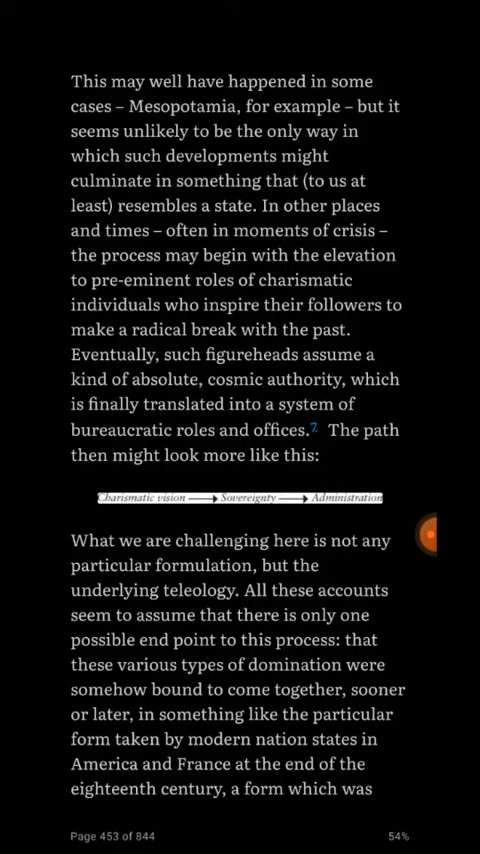 This may well have happened in some
cases – Mesopotamia, for example – but it
seems unlikely to be the only way in
which such developments might
culminate in something that (to us at
least) resembles a state. In other places
and times – often in moments of crisis –
the process may begin with the elevation
to pre-eminent roles of charismatic
individuals who inspire their followers to
make a radical break with the past.
Eventually, such figureheads assume a
kind of absolute, cosmic authority, which
is finally translated into a system of
bureaucratic roles and offices.7 The path
then might look more like this:
Charismatic vision → Sovereignty → Administration
What we are challenging here is not any
particular formulation, but the
underlying teleology. All these accounts
seem to assume that there is only one
possible end point to this process: that
these various types of domination were
somehow bound to come together, sooner
or later, in something like the particular
form taken by modern nation states in
America and France at the end of the
eighteenth century, a form which was
Page 453 of 844 54%